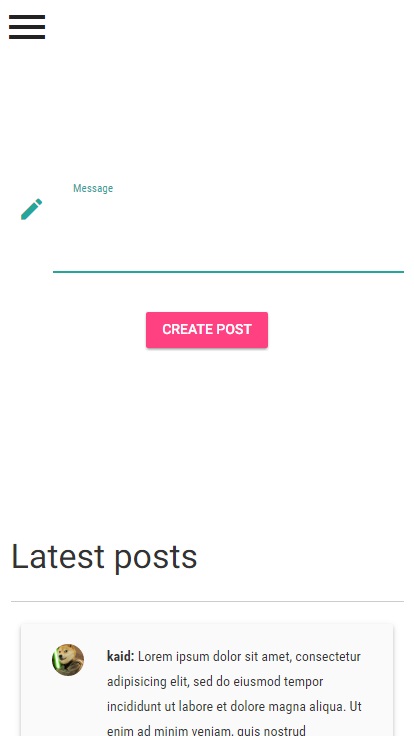 Message
CREATE POST
Latest posts
kaid: Lorem ipsum dolor sit amet, consectetur
adipisicing elit, sed do eiusmod tempor
incididunt ut labore et dolore magna aliqua. Ut
enim ad minim veniam, quis nostrud